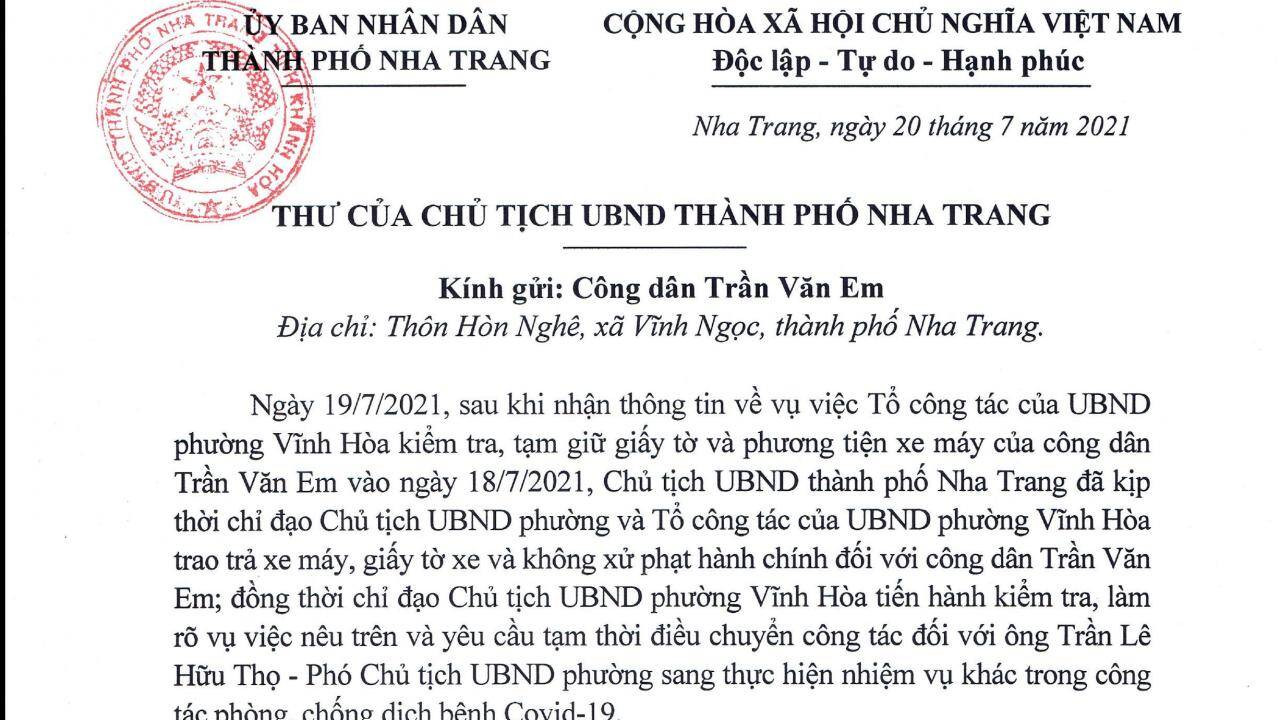 ỦY BAN NHÂN DÂN
THÀNH PHỐ NHA TRANG
CỘNG HÒA XÃ HỘI CHỦ NGHĨA VIỆT NAM
Độc lập - Tự do - Hạnh phúc
Nha Trang, ngày 20 tháng 7 năm 2021
THƯ CỦA CHỦ TỊCH UBND THÀNH PHỐ NHA TRANG
Kính gửi: Công dân Trần Văn Em
Địa chỉ: Thôn Hòn Nghê, xã Vĩnh Ngọc, thành phố Nha Trang.
Ngày 19/7/2021, sau khi nhận thông tin về vụ việc Tổ công tác của UBND
phường Vĩnh Hòa kiểm tra, tạm giữ giấy tờ và phương tiện xe máy của công dân
Trần Văn Em vào ngày 18/7/2021, Chủ tịch UBND thành phố Nha Trang đã kịp
thời chỉ đạo Chủ tịch UBND phường và Tổ công tác của UBND phường Vĩnh Hòa
trao trả xe máy, giấy tờ xe và không xử phạt hành chính đối với công dân Trần Văn
Em; đồng thời chỉ đạo Chủ tịch UBND phường Vĩnh Hòa tiến hành kiểm tra, làm
rõ vụ việc nêu trên và yêu cầu tạm thời điều chuyển công tác đối với ông Trần Lê
Hữu Thọ - Phó Chủ tịch UBND phường sang thực hiện nhiệm vụ khác trong công
tác phòng, chống dịch bệnh Covid-19.